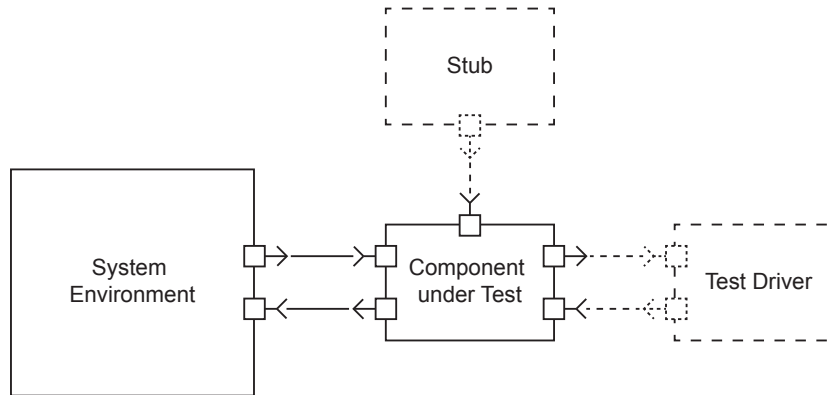 Stub
System
Environment
Component
under Test
Test Driver